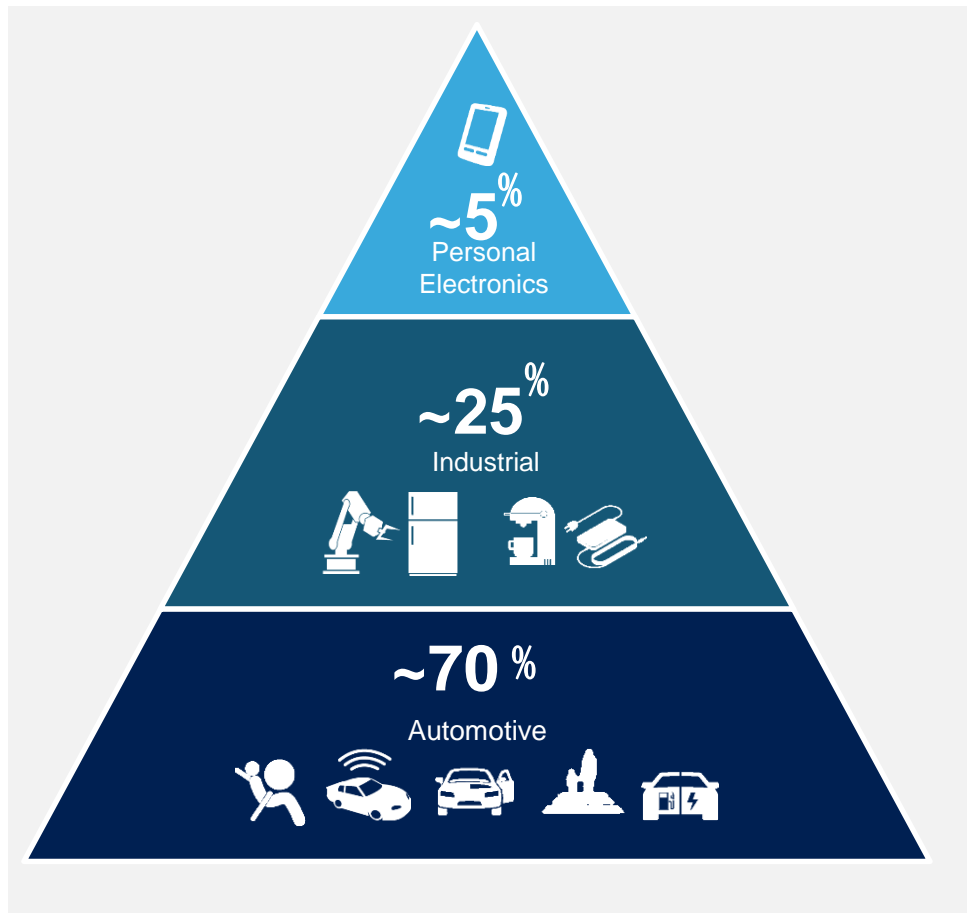 ~5%
Personal
Electronics
~25%
Industrial
~70 %
Automotive